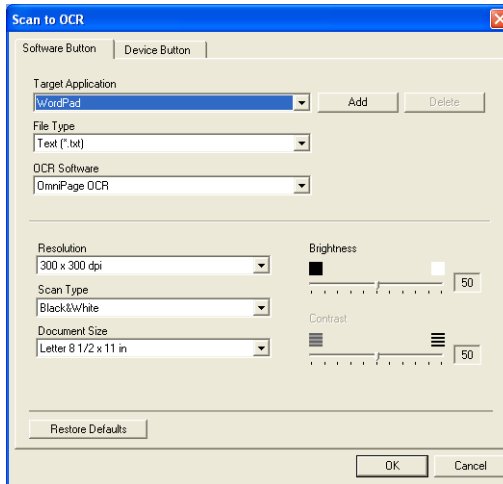 Scan to OCR
Software Button    Device Button
Target Application
WordPad    Add    Delete
File Type
Text (*.txt)
OCR Software
OmniPage OCR
Resolution    Brightness
300 x 300 dpi    50
Scan Type
Black&White    Contrast
Document Size
Letter 8 1/2 x 11 in    50
Restore Defaults
OK    Cancel